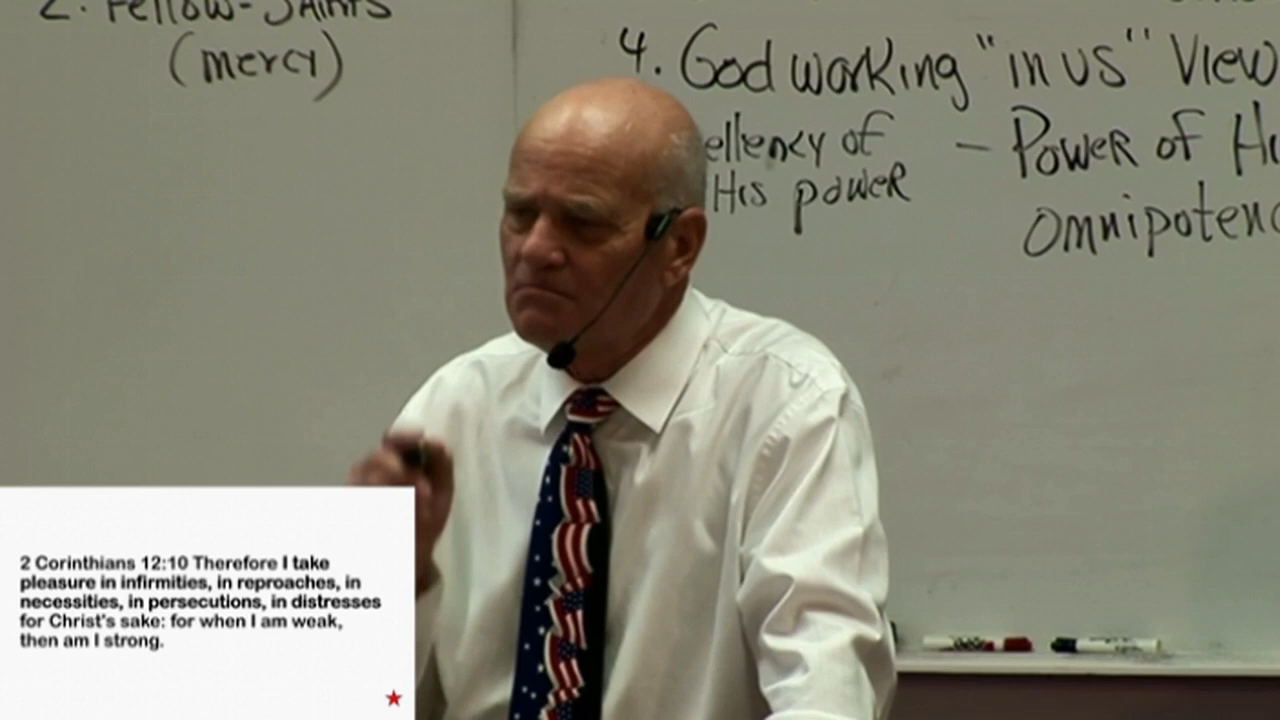 2. Fellow-Saints
(mercy)
4. God working "in us" View
ellency of
His power
- Power of
omnipotenc
2 Corinthians 12:10 Therefore I take
pleasure in infirmities, in reproaches, in
necessities, in persecutions, in distresses
for Christ's sake: for when I am weak,
then am I strong.